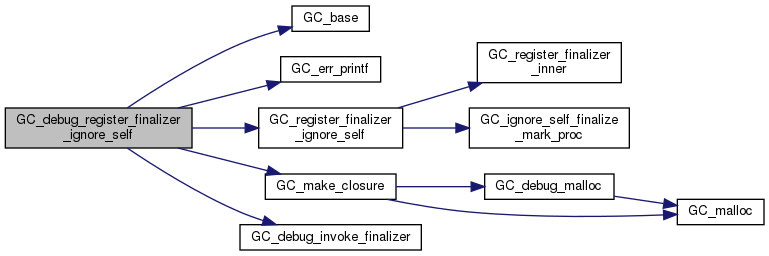 GC_base
GC_err_printf
GC_register_finalizer
_inner
GC_debug_register_finalizer
_ignore_self
GC_register_finalizer
_ignore_self
GC_ignore_self_finalize
_mark_proc
GC_make_closure
GC_debug_malloc
GC_malloc
GC_debug_invoke_finalizer